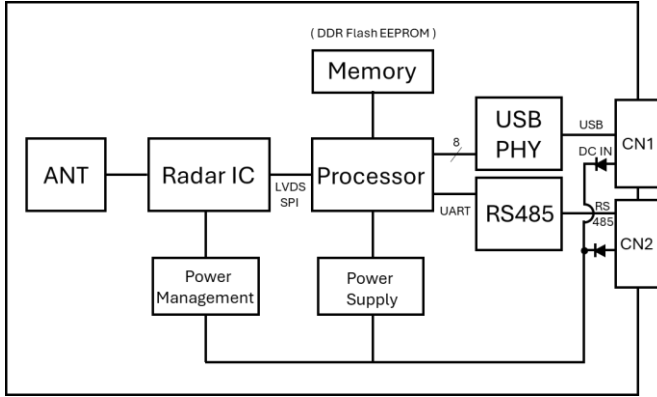 ( DDR Flash EEPROM )
Memory
ANT
Radar IC
LVDS
SPI
Processor
8
UART
USB
PHY
RS485
USB
DC IN
CN1
RS
485
CN2
Power
Management
Power
Supply